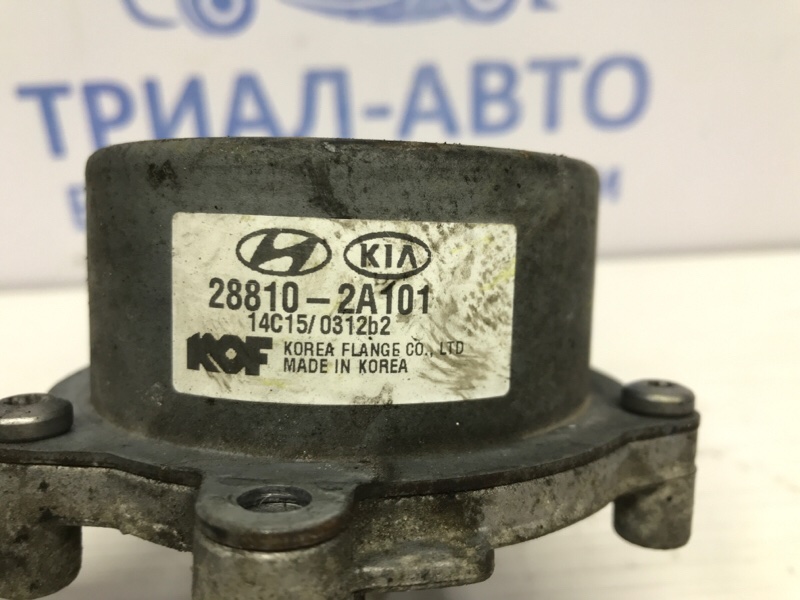 ТРИАЛ-АВТО
KIA
28810-2A101
14C15/0312b2
KOF KOREA FLANGE CO., LTD
MADE IN KOREA